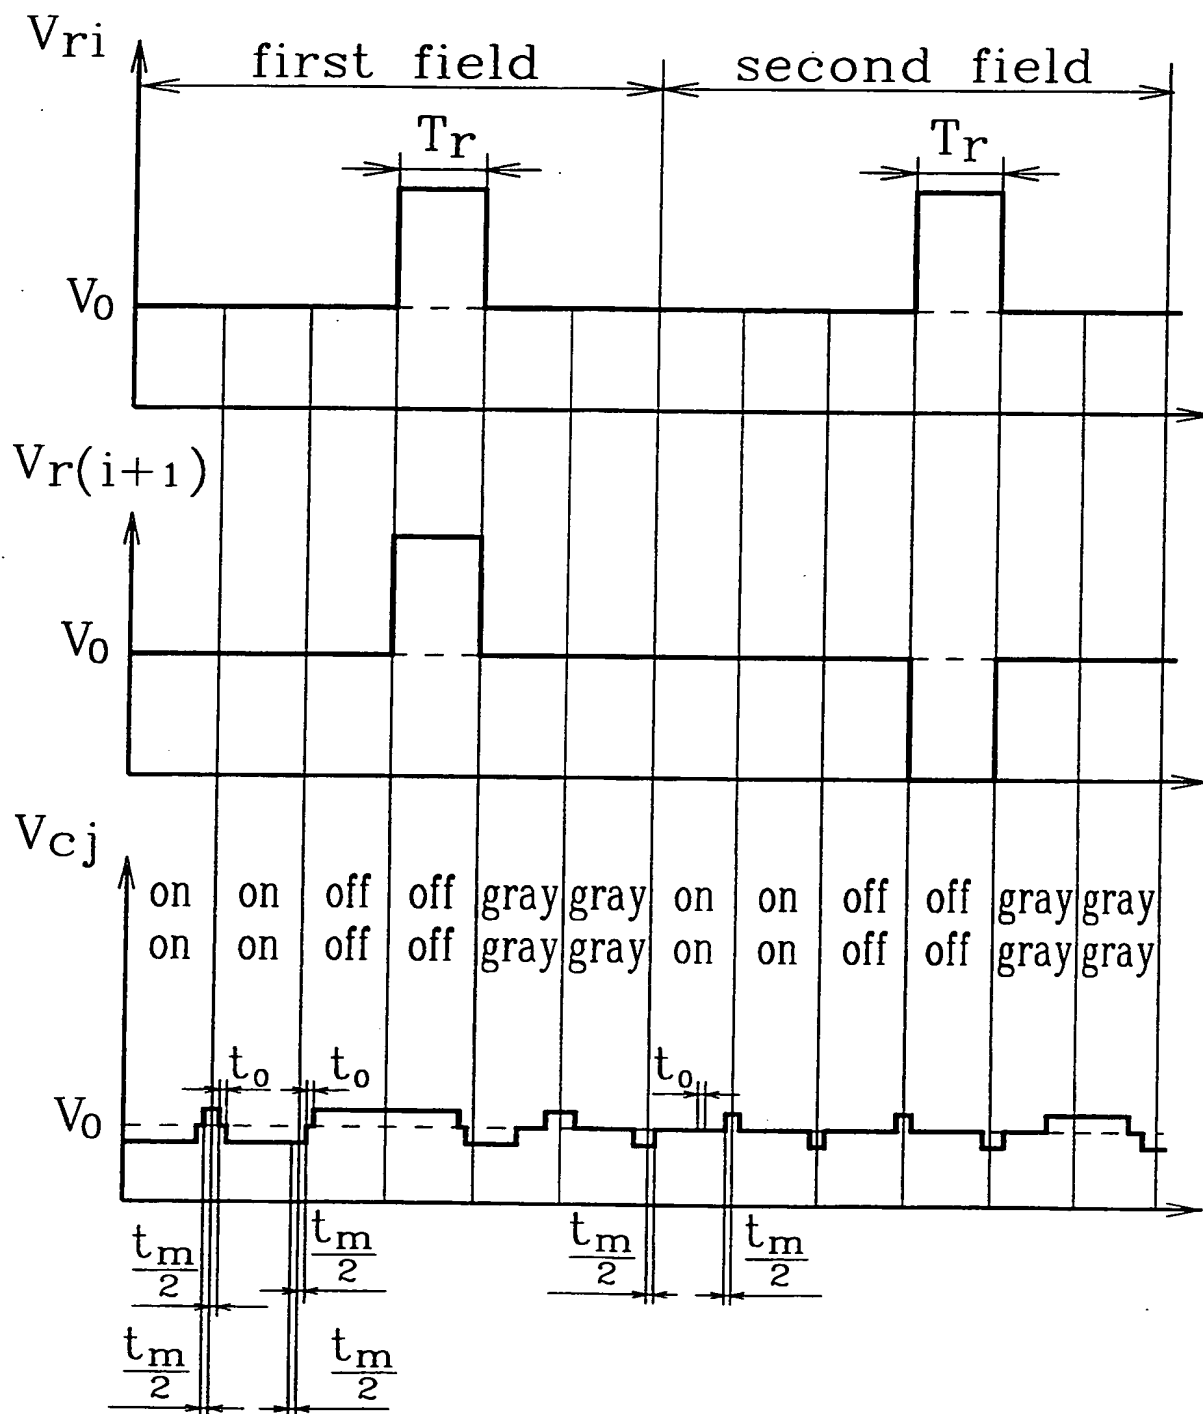 Vri
first field
second field
Tr
Tr
V0
Vr(i+1)
V0
Vcj
on on off off gray gray on on off off gray gray
on on off off gray gray on on off off gray gray
to to to
V0
tm/2 tm/2 tm/2 tm/2
tm/2 tm/2